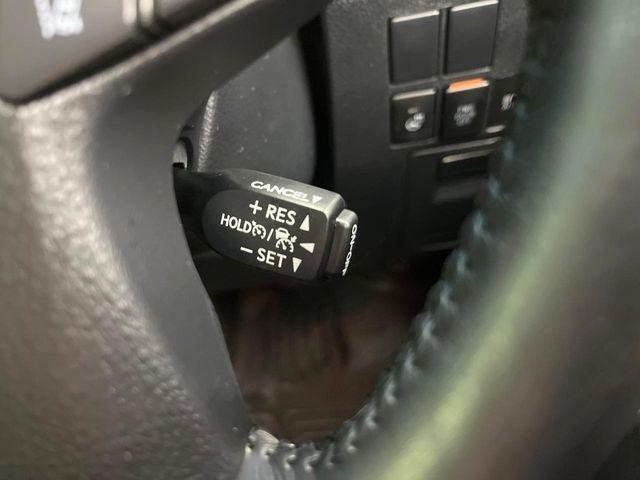 CANCEL▼
+ RES ▲
HOLD / ◀
− SET ▼
ON-OFF